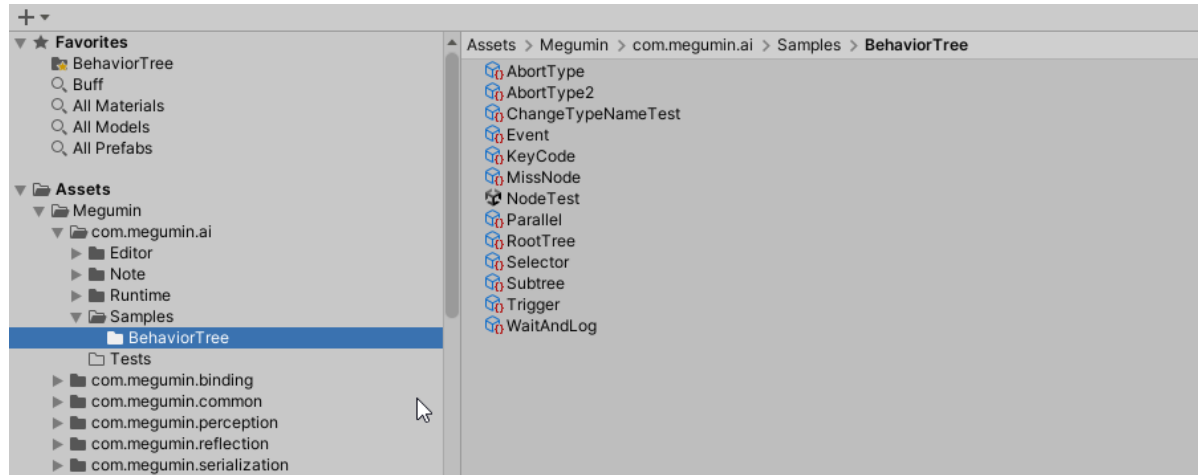 Favorites
BehaviorTree
Buff
All Materials
All Models
All Prefabs
Assets
Megumin
com.megumin.ai
Editor
Note
Runtime
Samples
BehaviorTree
Tests
com.megumin.binding
com.megumin.common
com.megumin.perception
com.megumin.reflection
com.megumin.serialization
Assets > Megumin > com.megumin.ai > Samples > BehaviorTree
AbortType
AbortType2
ChangeTypeNameTest
Event
KeyCode
MissNode
NodeTest
Parallel
RootTree
Selector
Subtree
Trigger
WaitAndLog